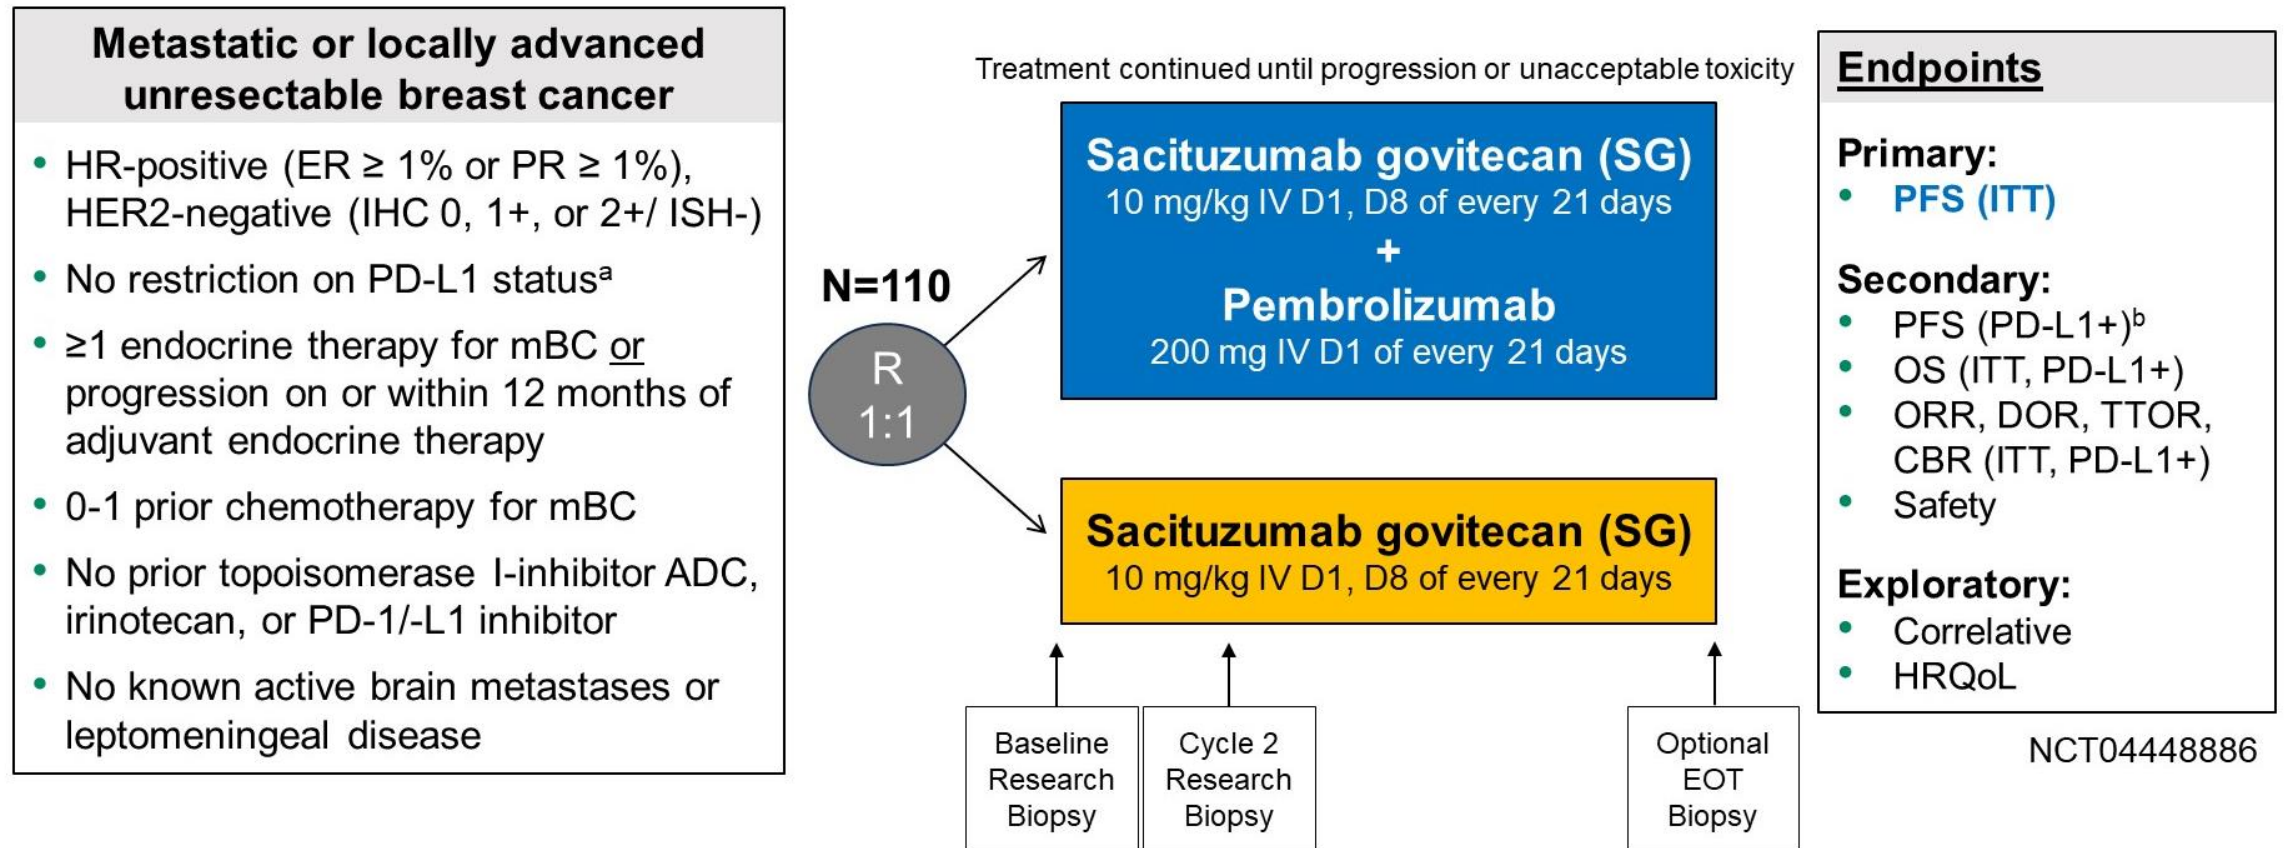 Metastatic or locally advanced
unresectable breast cancer
• HR-positive (ER ≥ 1% or PR ≥ 1%),
HER2-negative (IHC 0, 1+, or 2+/ ISH-)
• No restriction on PD-L1 statusᵃ
• ≥1 endocrine therapy for mBC or
progression on or within 12 months of
adjuvant endocrine therapy
• 0-1 prior chemotherapy for mBC
• No prior topoisomerase I-inhibitor ADC,
irinotecan, or PD-1/-L1 inhibitor
• No known active brain metastases or
leptomeningeal disease
N=110
R
1:1
Treatment continued until progression or unacceptable toxicity
Sacituzumab govitecan (SG)
10 mg/kg IV D1, D8 of every 21 days
+
Pembrolizumab
200 mg IV D1 of every 21 days
Sacituzumab govitecan (SG)
10 mg/kg IV D1, D8 of every 21 days
Baseline
Research
Biopsy
Cycle 2
Research
Biopsy
Optional
EOT
Biopsy
Endpoints
Primary:
• PFS (ITT)
Secondary:
• PFS (PD-L1+)ᵇ
• OS (ITT, PD-L1+)
• ORR, DOR, TTOR,
CBR (ITT, PD-L1+)
• Safety
Exploratory:
• Correlative
• HRQoL
NCT04448886